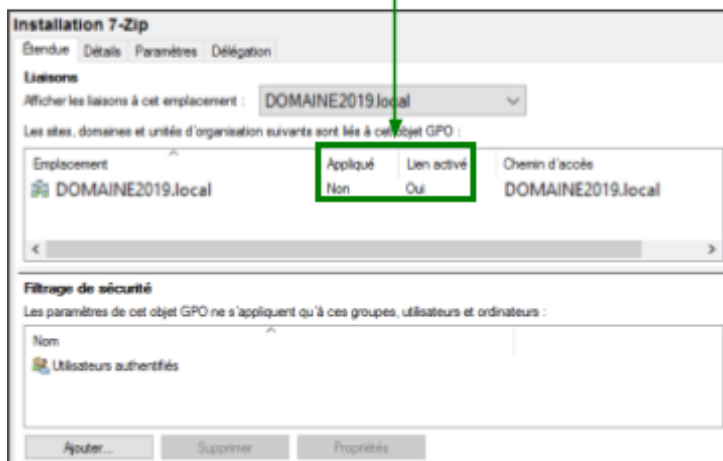 Installation 7-Zip
Étendue Détails Paramètres Délégation
Liaisons
Afficher les liaisons à cet emplacement : DOMAINE2019.local
Les sites, domaines et unités d'organisation suivants sont liés à cet objet GPO :
Emplacement Appliqué Lien activé Chemin d'accès
DOMAINE2019.local Non Oui DOMAINE2019.local
Filtrage de sécurité
Les paramètres de cet objet GPO ne s'appliquent qu'à ces groupes, utilisateurs et ordinateurs :
Nom
Utilisateurs authentifiés
Ajouter... Supprimer Propriétés